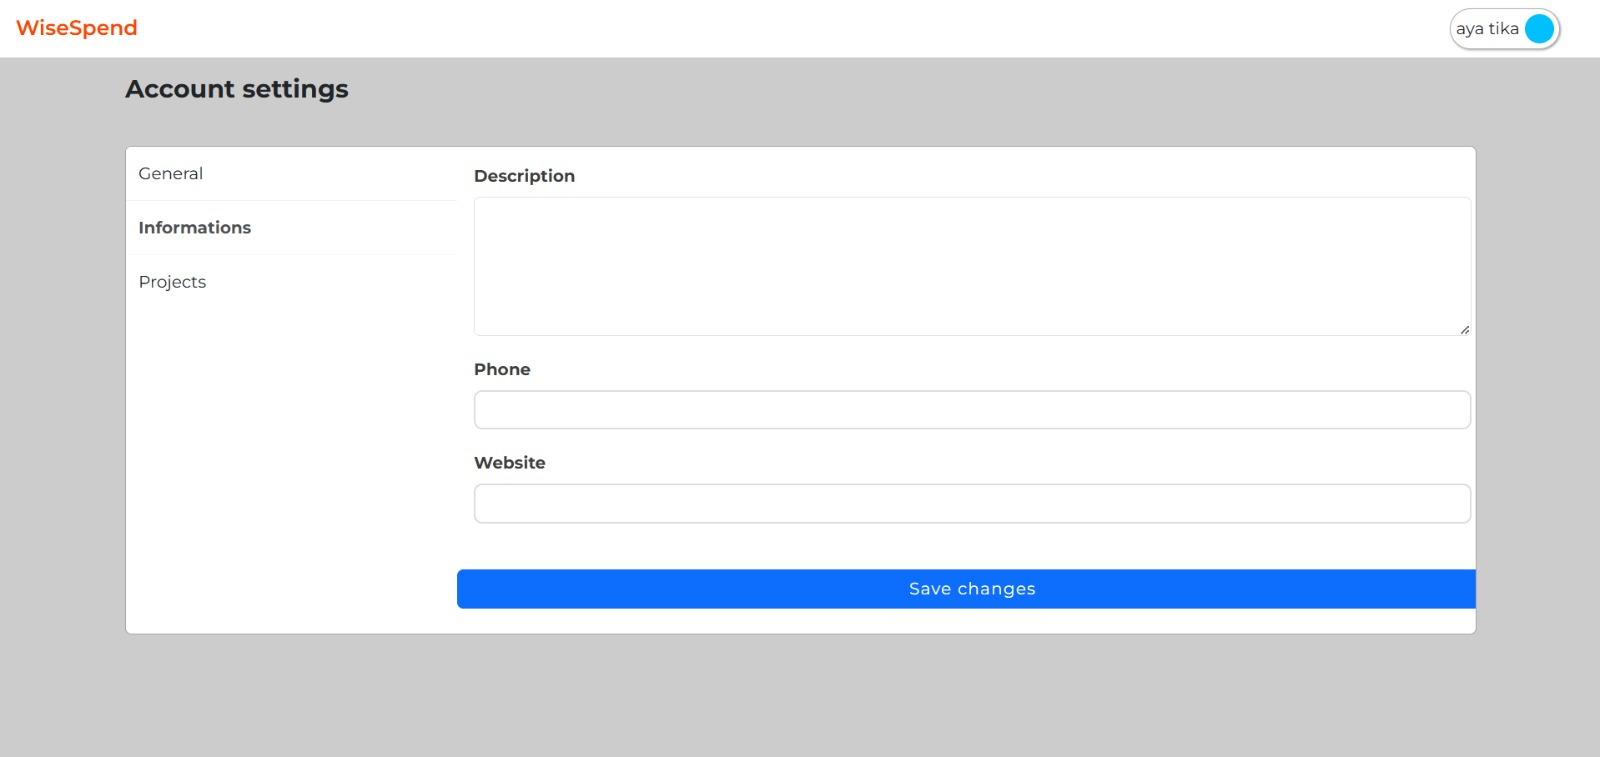 WiseSpend
aya tika
Account settings
General
Informations
Projects
Description
Phone
Website
Save changes